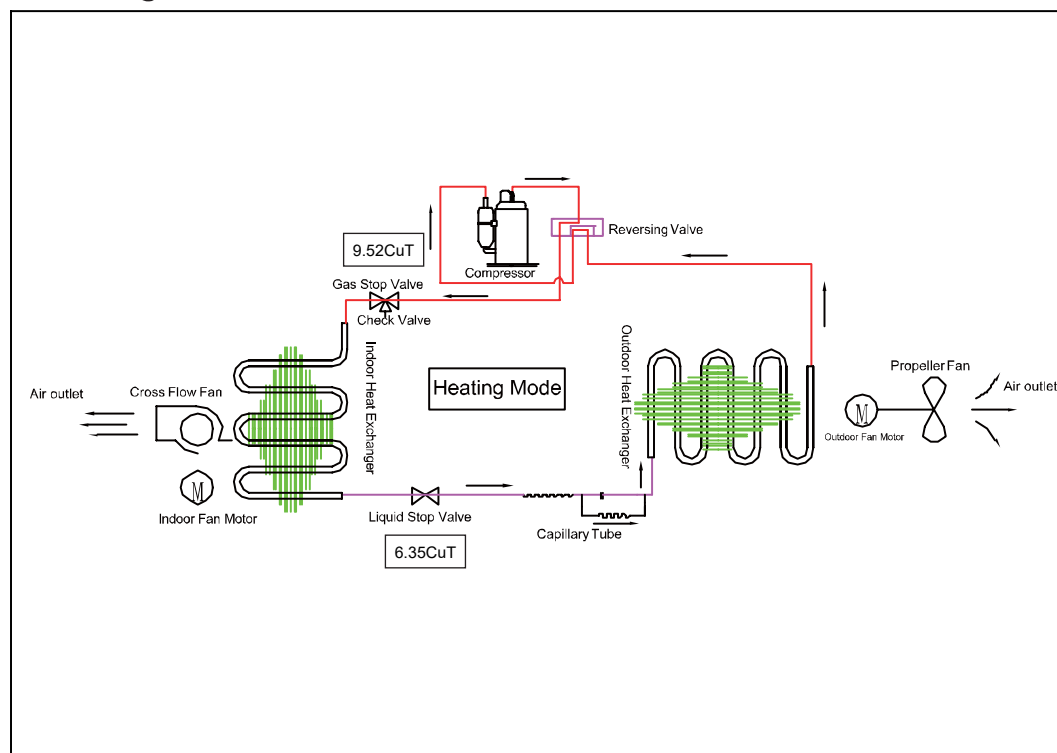 Reversing Valve
9.52CuT
Compressor
Gas Stop Valve
Check Valve
Indoor Heat Exchanger
Outdoor Heat Exchanger
Heating Mode
Propeller Fan
Air outlet
Cross Flow Fan
Air outlet
M
Outdoor Fan Motor
M
Indoor Fan Motor
Liquid Stop Valve
Capillary Tube
6.35CuT